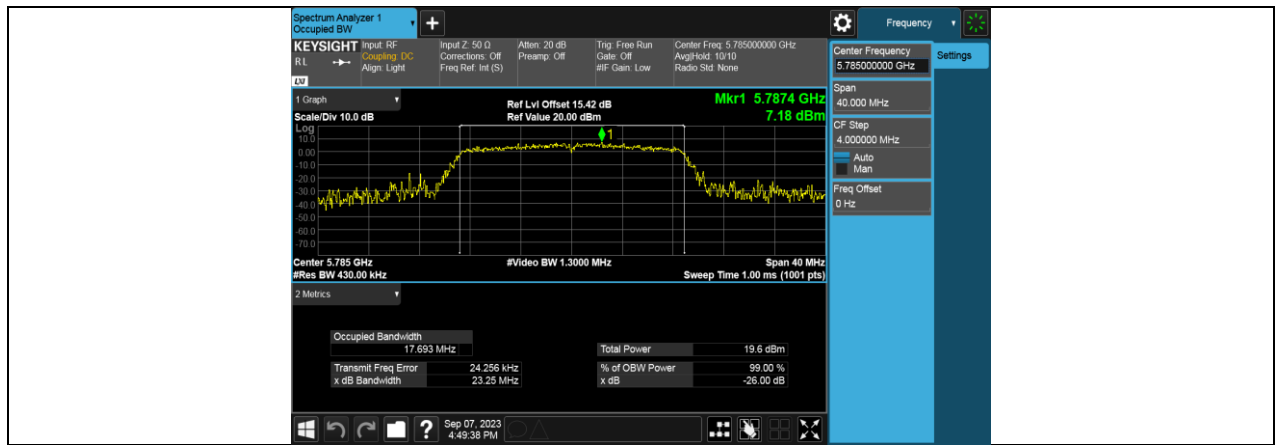 Spectrum Analyzer 1
Occupied BW
Frequency
KEYSIGHT
RL
LXI
Input: RF
Coupling: DC
Align: Light
Input Z: 50 Ω
Corrections: Off
Freq Ref: Int (S)
Atten: 20 dB
Preamp: Off
Trig: Free Run
Gate: Off
#IF Gain: Low
Center Freq: 5.785000000 GHz
Avg|Hold: 10/10
Radio Std: None
Center Frequency
5.785000000 GHz
Settings
Span
40.000 MHz
CF Step
4.000000 MHz
Auto
Man
Freq Offset
0 Hz
1 Graph
Scale/Div 10.0 dB
Ref Lvl Offset 15.42 dB
Ref Value 20.00 dBm
Mkr1 5.7874 GHz
7.18 dBm
Log
1
10.0
0.00
-10.0
-20.0
-30.0
-40.0
-50.0
-60.0
-70.0
Center 5.785 GHz
#Res BW 430.00 kHz
#Video BW 1.3000 MHz
Span 40 MHz
Sweep Time 1.00 ms (1001 pts)
2 Metrics
Occupied Bandwidth
17.693 MHz
Total Power 19.6 dBm
Transmit Freq Error 24.256 kHz
% of OBW Power 99.00 %
x dB Bandwidth 23.25 MHz
x dB -26.00 dB
?
Sep 07, 2023
4:49:38 PM